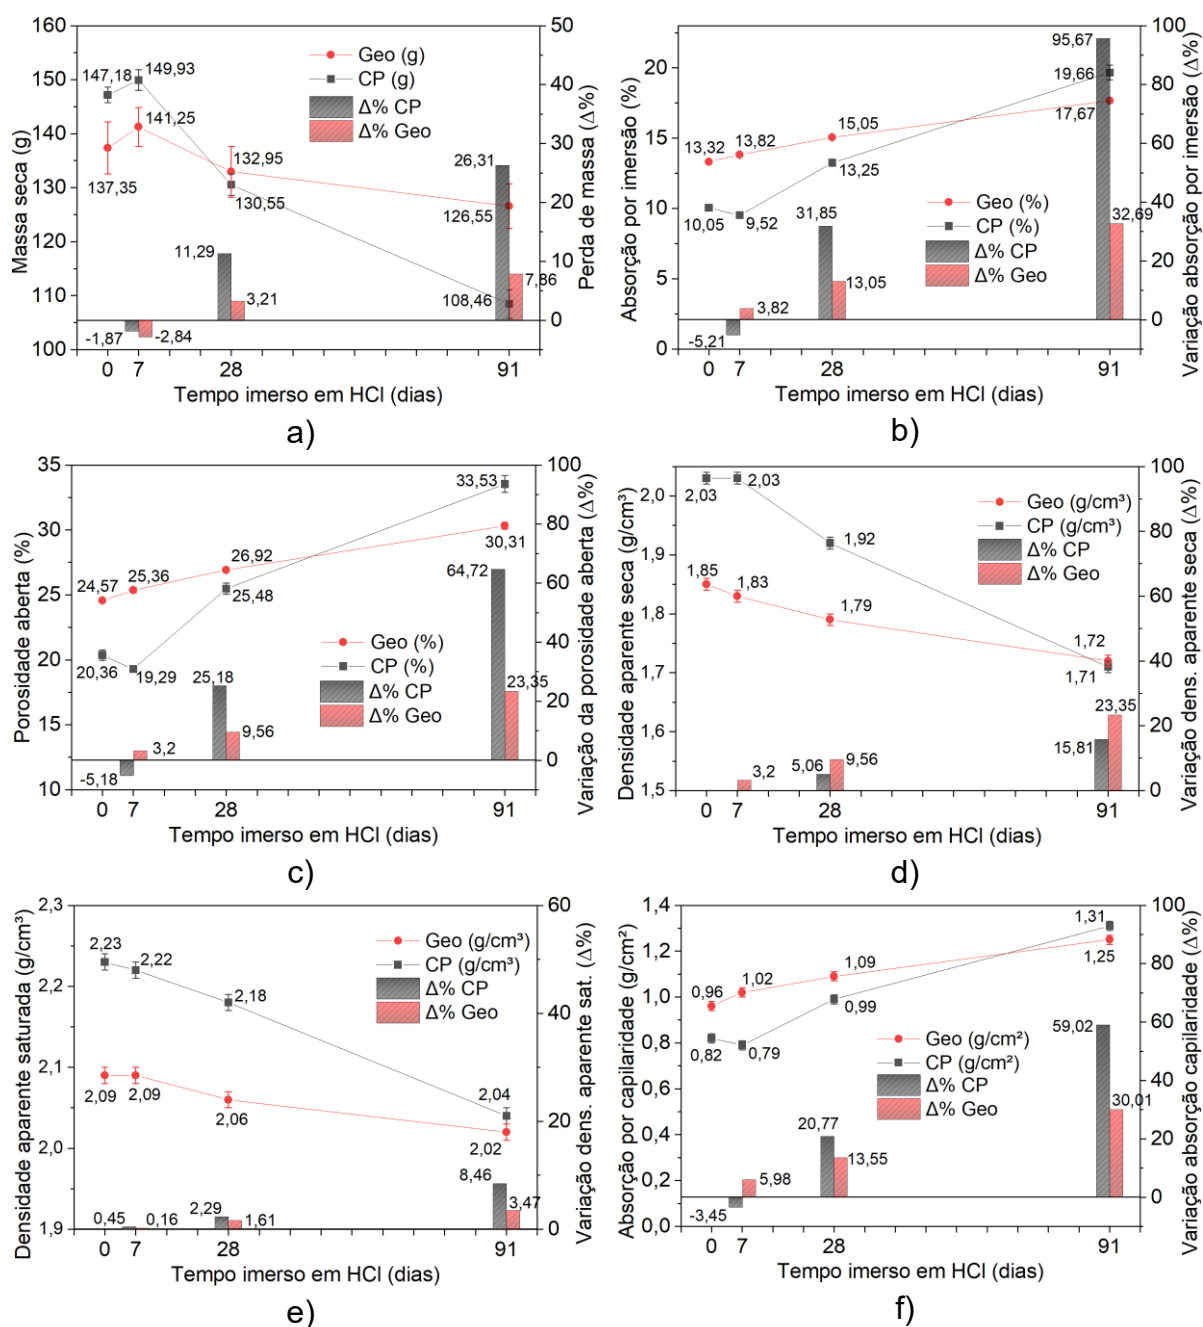 160
150
140
130
120
110
100
Massa seca (g)
50
40
30
20
10
0
Perda de massa (Δ%)
Geo (g)
CP (g)
Δ% CP
Δ% Geo
147,18
149,93
141,25
137,35
132,95
130,55
126,55
108,46
26,31
11,29
3,21
7,86
-1,87
-2,84
0 7 28 91
Tempo imerso em HCl (dias)
a)
20
15
10
5
0
Absorção por imersão (%)
100
80
60
40
20
0
Variação absorção por imersão (Δ%)
95,67
19,66
17,67
13,32
13,82
15,05
13,25
10,05
9,52
31,85
13,05
32,69
3,82
-5,21
Geo (%)
CP (%)
Δ% CP
Δ% Geo
0 7 28 91
Tempo imerso em HCl (dias)
b)
35
30
25
20
15
10
Porosidade aberta (%)
100
80
60
40
20
0
Variação da porosidade aberta (Δ%)
33,53
30,31
64,72
24,57
25,36
26,92
25,48
20,36
19,29
25,18
9,56
23,35
3,2
-5,18
Geo (%)
CP (%)
Δ% CP
Δ% Geo
0 7 28 91
Tempo imerso em HCl (dias)
c)
2,0
1,9
1,8
1,7
1,6
1,5
Densidade aparente seca (g/cm³)
100
80
60
40
20
0
Variação dens. aparente seca (Δ%)
2,03
2,03
1,92
1,85
1,83
1,79
1,72
1,71
23,35
15,81
5,06
9,56
3,2
Geo (g/cm³)
CP (g/cm³)
Δ% CP
Δ% Geo
0 7 28 91
Tempo imerso em HCl (dias)
d)
2,3
2,2
2,1
2,0
1,9
Densidade aparente saturada (g/cm³)
60
40
20
0
Variação dens. aparente sat. (Δ%)
Geo (g/cm³)
CP (g/cm³)
Δ% CP
Δ% Geo
2,23
2,22
2,18
2,09
2,09
2,06
2,04
2,02
8,46
3,47
2,29
1,61
0,45
0,16
0 7 28 91
Tempo imerso em HCl (dias)
e)
1,4
1,2
1,0
0,8
0,6
0,4
0,2
0,0
Absorção por capilaridade (g/cm²)
100
80
60
40
20
0
Variação absorção capilaridade (Δ%)
1,31
1,25
0,96
1,02
1,09
0,99
0,82
0,79
59,02
30,01
20,77
13,55
5,98
-3,45
Geo (g/cm²)
CP (g/cm²)
Δ% CP
Δ% Geo
0 7 28 91
Tempo imerso em HCl (dias)
f)